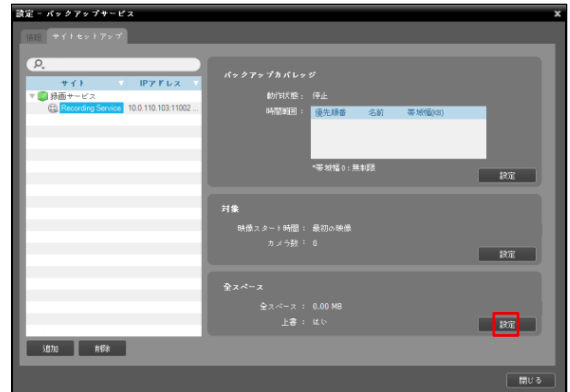 設定 - バックアップサービス
x
情報
サイトセットアップ
サイト
IPアドレス
録画サービス
Recording Service
10.0.110.103:11002 ...
バックアップカバレッジ
動作状態 : 停止
時間範囲 :
優先順番
名前
帯域幅(KB)
*帯域幅 0 : 無制限
設定
対象
映像スタート時間 : 最初の映像
カメラ数 : 0
設定
全スペース
全スペース : 0.00 MB
上書 : はい
設定
追加
削除
閉じる